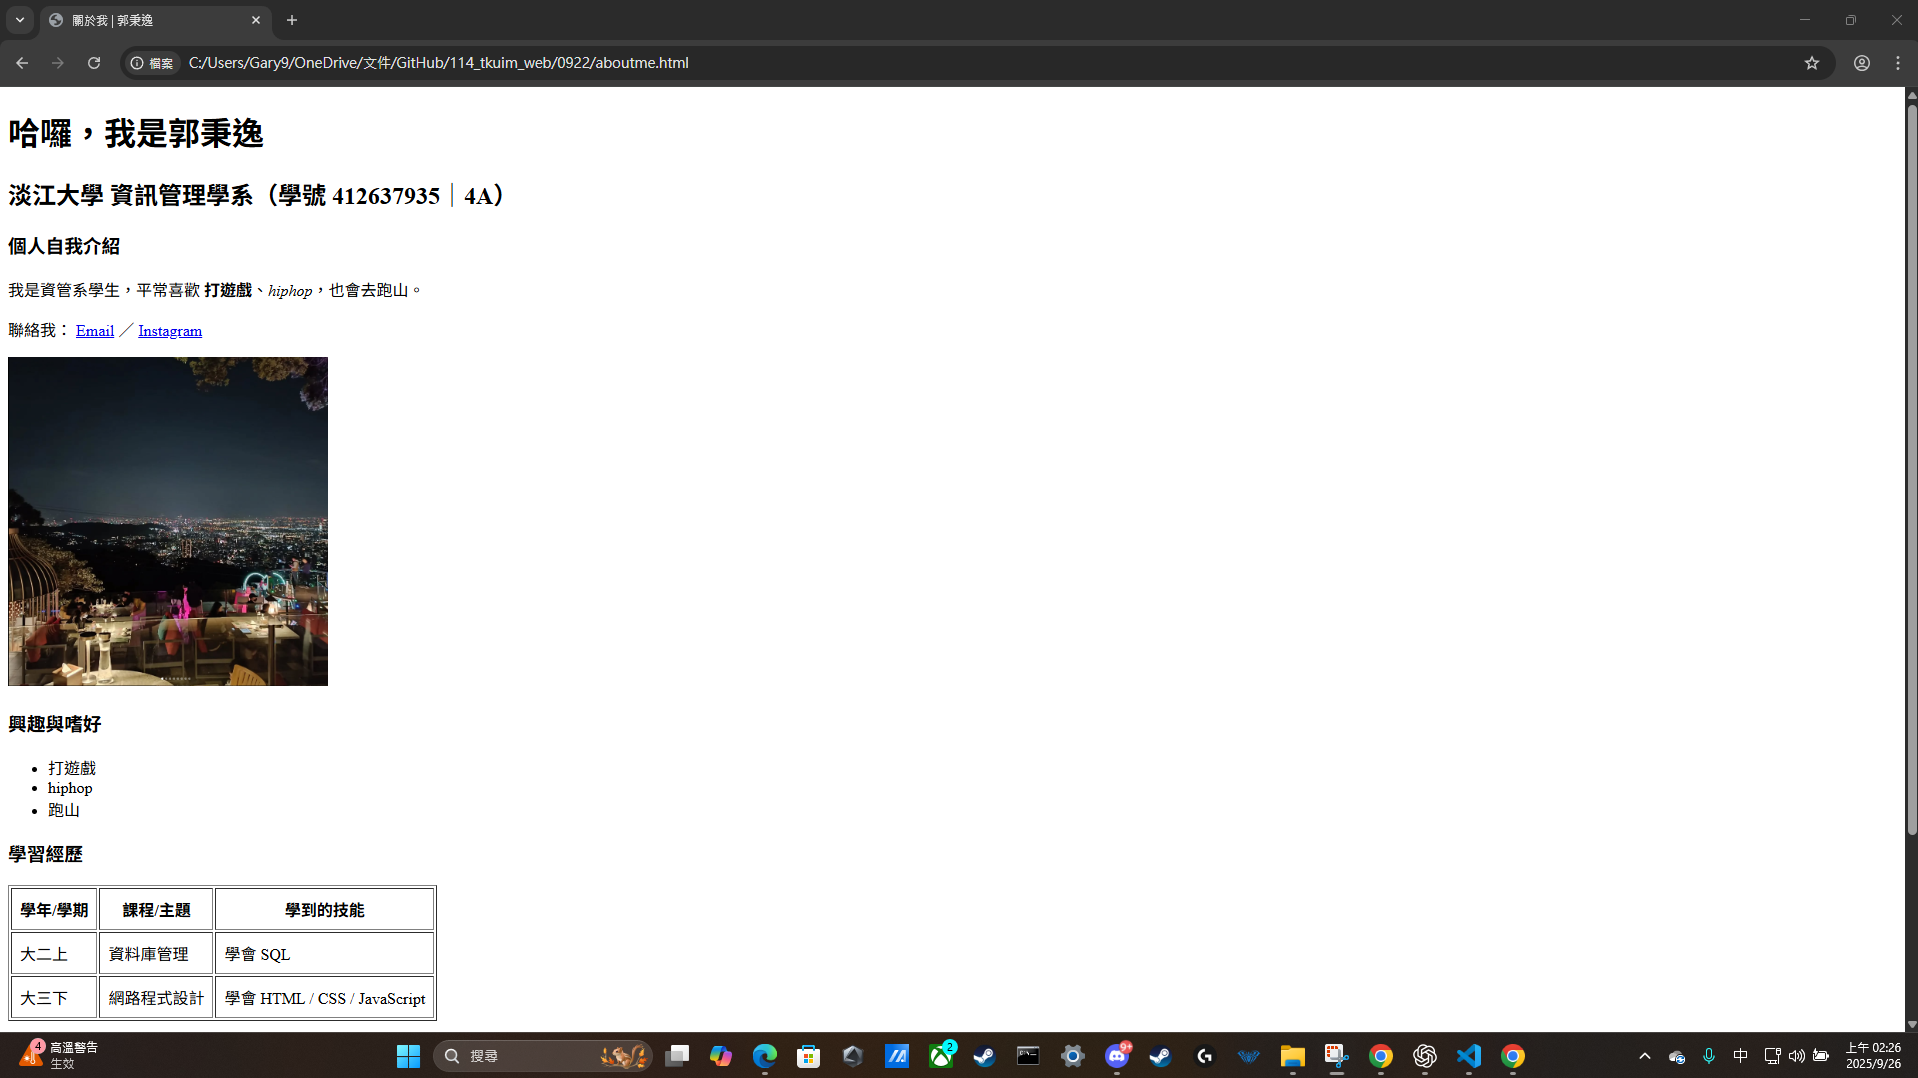 關於我 | 郭秉逸
檔案 C:/Users/Gary9/OneDrive/文件/GitHub/114_tkuim_web/0922/aboutme.html
哈囉，我是郭秉逸
淡江大學 資訊管理學系（學號 412637935｜4A）
個人自我介紹
我是資管系學生，平常喜歡 打遊戲、hiphop，也會去跑山。
聯絡我： Email ／ Instagram
興趣與嗜好
打遊戲
hiphop
跑山
學習經歷
學年/學期 課程/主題 學到的技能
大二上 資料庫管理 學會 SQL
大三下 網路程式設計 學會 HTML / CSS / JavaScript
4 高溫警告
生效
搜尋
2
9+
中
上午 02:26
2025/9/26